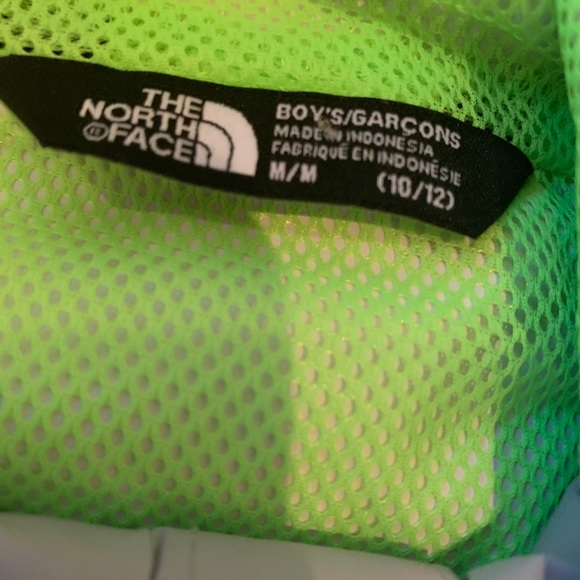 THE
NORTH
®FACE
BOY'S/GARÇONS
MADE IN INDONESIA
FABRIQUÉ EN INDONÉSIE
M/M (10/12)